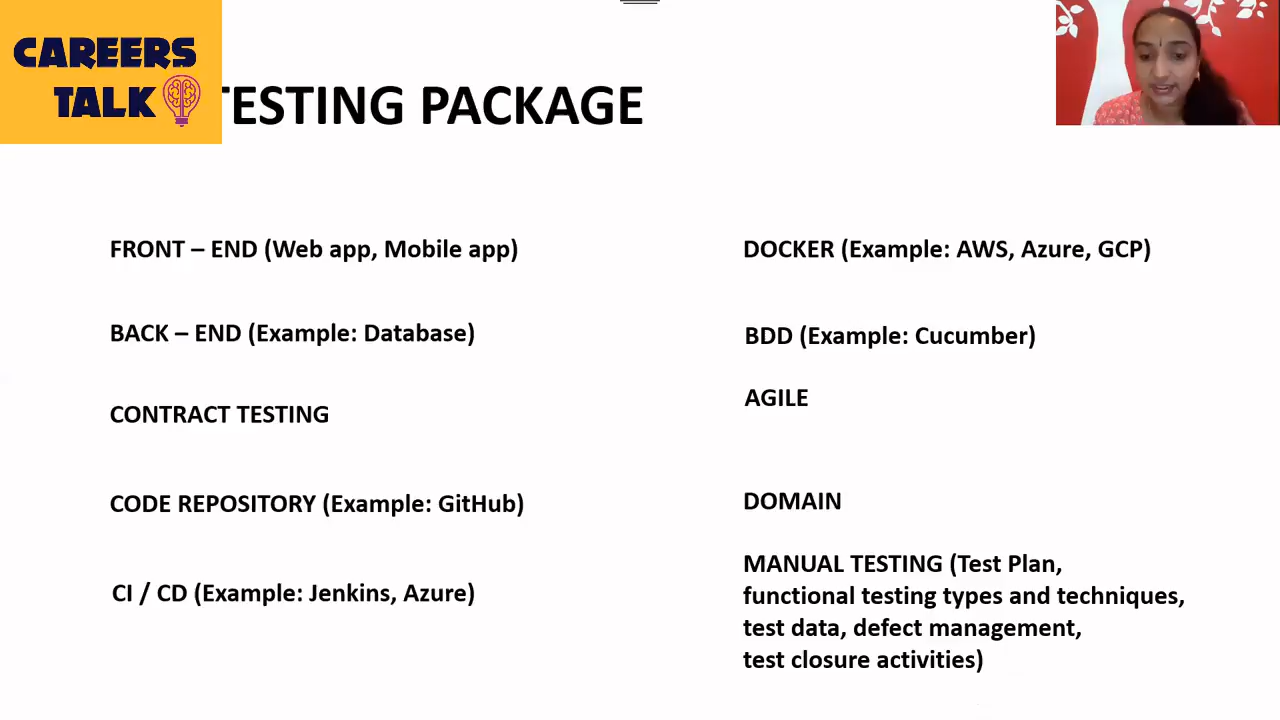 CAREERS
TALK
TESTING PACKAGE
FRONT – END (Web app, Mobile app)
BACK – END (Example: Database)
CONTRACT TESTING
CODE REPOSITORY (Example: GitHub)
CI / CD (Example: Jenkins, Azure)
DOCKER (Example: AWS, Azure, GCP)
BDD (Example: Cucumber)
AGILE
DOMAIN
MANUAL TESTING (Test Plan,
functional testing types and techniques,
test data, defect management,
test closure activities)